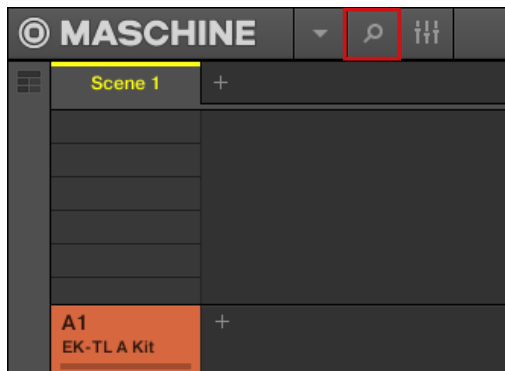 MASCHINE
Scene 1 +
A1 +
EK-TL A Kit